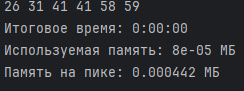 26 31 41 41 58 59
Итоговое время: 0:00:00
Используемая память: 8e-05 МБ
Память на пике: 0.000442 МБ